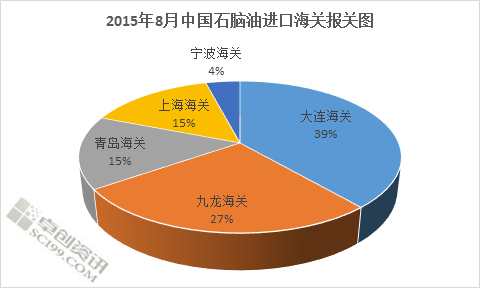 2015年8月中国石脑油进口海关报关图
宁波海关
4%
大连海关
39%
上海海关
15%
青岛海关
15%
九龙海关
27%
卓创资讯
SCI99.COM